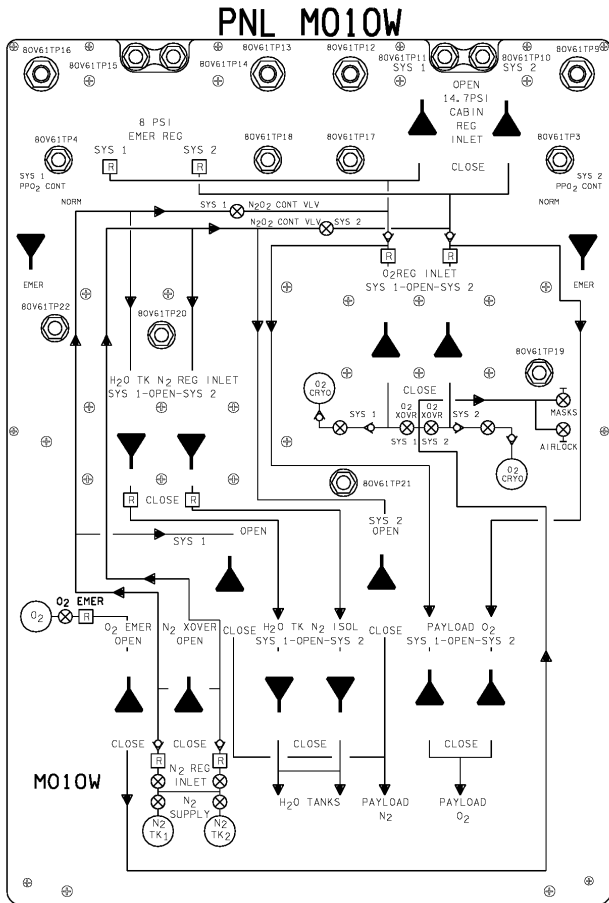 PNL MO10W
80V61TP16
80V61TP15
80V61TP14
80V61TP13
80V61TP12
80V61TP11
SYS 1
80V61TP10
SYS 2
80V61TP9
OPEN
14.7PSI
CABIN
REG
INLET
CLOSE
8 PSI
EMER REG
SYS 1
SYS 2
R
R
80V61TP4
80V61TP18
80V61TP17
80V61TP3
SYS 1
PPO2 CONT
SYS 2
PPO2 CONT
NORM
NORM
SYS 1
N2O2 CONT VLV
N2O2 CONT VLV
SYS 2
EMER
EMER
R
R
O2REG INLET
SYS 1-OPEN-SYS 2
80V61TP22
80V61TP20
80V61TP19
H2O TK N2 REG INLET
SYS 1-OPEN-SYS 2
CLOSE
O2
CRYO
SYS 1
O2
XOVR
O2
XOVR
SYS 2
SYS 1
SYS 2
MASKS
AIRLOCK
O2
CRYO
80V61TP21
R
CLOSE
R
SYS 1
OPEN
SYS 2
OPEN
O2
O2 EMER
R
O2 EMER
OPEN
N2 XOVER
OPEN
CLOSE
H2O TK N2 ISOL
SYS 1-OPEN-SYS 2
CLOSE
PAYLOAD O2
SYS 1-OPEN-SYS 2
CLOSE
CLOSE
CLOSE
CLOSE
R
N2 REG
INLET
R
MO10W
N2
SUPPLY
N2
TK1
N2
TK2
H2O TANKS
PAYLOAD
N2
PAYLOAD
O2